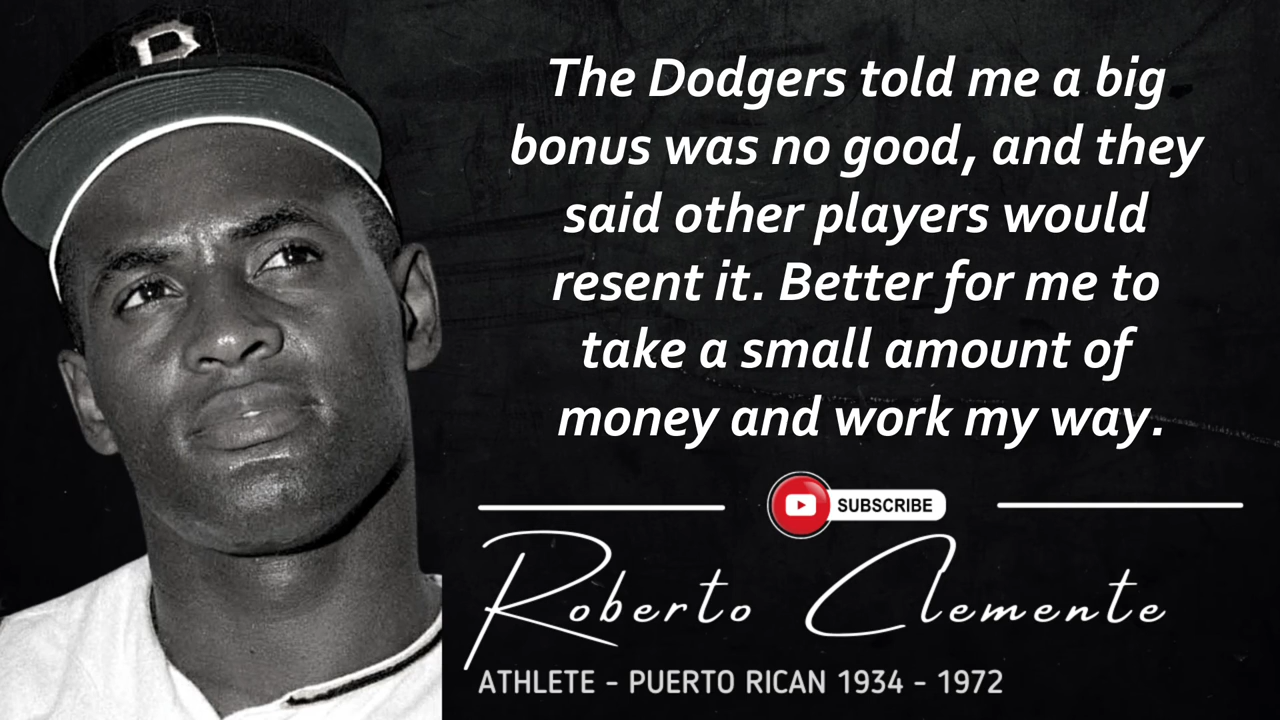 The Dodgers told me a big
bonus was no good, and they
said other players would
resent it. Better for me to
take a small amount of
money and work my way.
SUBSCRIBE
Roberto Clemente
ATHLETE - PUERTO RICAN 1934 - 1972